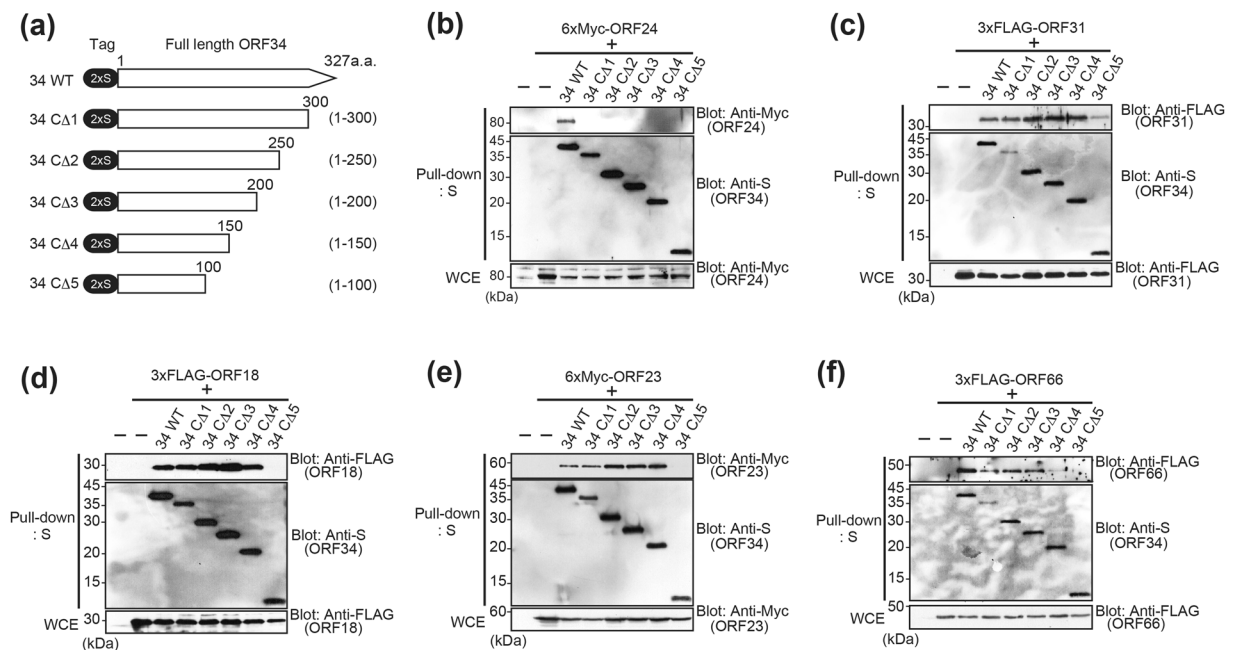 (a)
Tag
Full length ORF34
1
327a.a.
34 WT
2xS
34 CΔ1
2xS
300
(1-300)
34 CΔ2
2xS
250
(1-250)
34 CΔ3
2xS
200
(1-200)
34 CΔ4
2xS
150
(1-150)
34 CΔ5
2xS
100
(1-100)
(b)
6xMyc-ORF24
+
– – 34 WT 34 CΔ1 34 CΔ2 34 CΔ3 34 CΔ4 34 CΔ5
80
Blot: Anti-Myc
(ORF24)
45
35
30
20
15
Pull-down
: S
Blot: Anti-S
(ORF34)
WCE
80
Blot: Anti-Myc
(ORF24)
(kDa)
(c)
3xFLAG-ORF31
+
– – 34 WT 34 CΔ1 34 CΔ2 34 CΔ3 34 CΔ4 34 CΔ5
30
Blot: Anti-FLAG
(ORF31)
45
35
30
20
15
Pull-down
: S
Blot: Anti-S
(ORF34)
WCE
30
Blot: Anti-FLAG
(ORF31)
(kDa)
(d)
3xFLAG-ORF18
+
– – 34 WT 34 CΔ1 34 CΔ2 34 CΔ3 34 CΔ4 34 CΔ5
30
Blot: Anti-FLAG
(ORF18)
45
35
30
20
15
Pull-down
: S
Blot: Anti-S
(ORF34)
WCE
30
Blot: Anti-FLAG
(ORF18)
(kDa)
(e)
6xMyc-ORF23
+
– – 34 WT 34 CΔ1 34 CΔ2 34 CΔ3 34 CΔ4 34 CΔ5
60
Blot: Anti-Myc
(ORF23)
45
35
30
20
15
Pull-down
: S
Blot: Anti-S
(ORF34)
WCE
60
50
Blot: Anti-Myc
(ORF23)
(kDa)
(f)
3xFLAG-ORF66
+
– – 34 WT 34 CΔ1 34 CΔ2 34 CΔ3 34 CΔ4 34 CΔ5
50
Blot: Anti-FLAG
(ORF66)
45
35
30
20
15
Pull-down
: S
Blot: Anti-S
(ORF34)
WCE
50
Blot: Anti-FLAG
(ORF66)
(kDa)